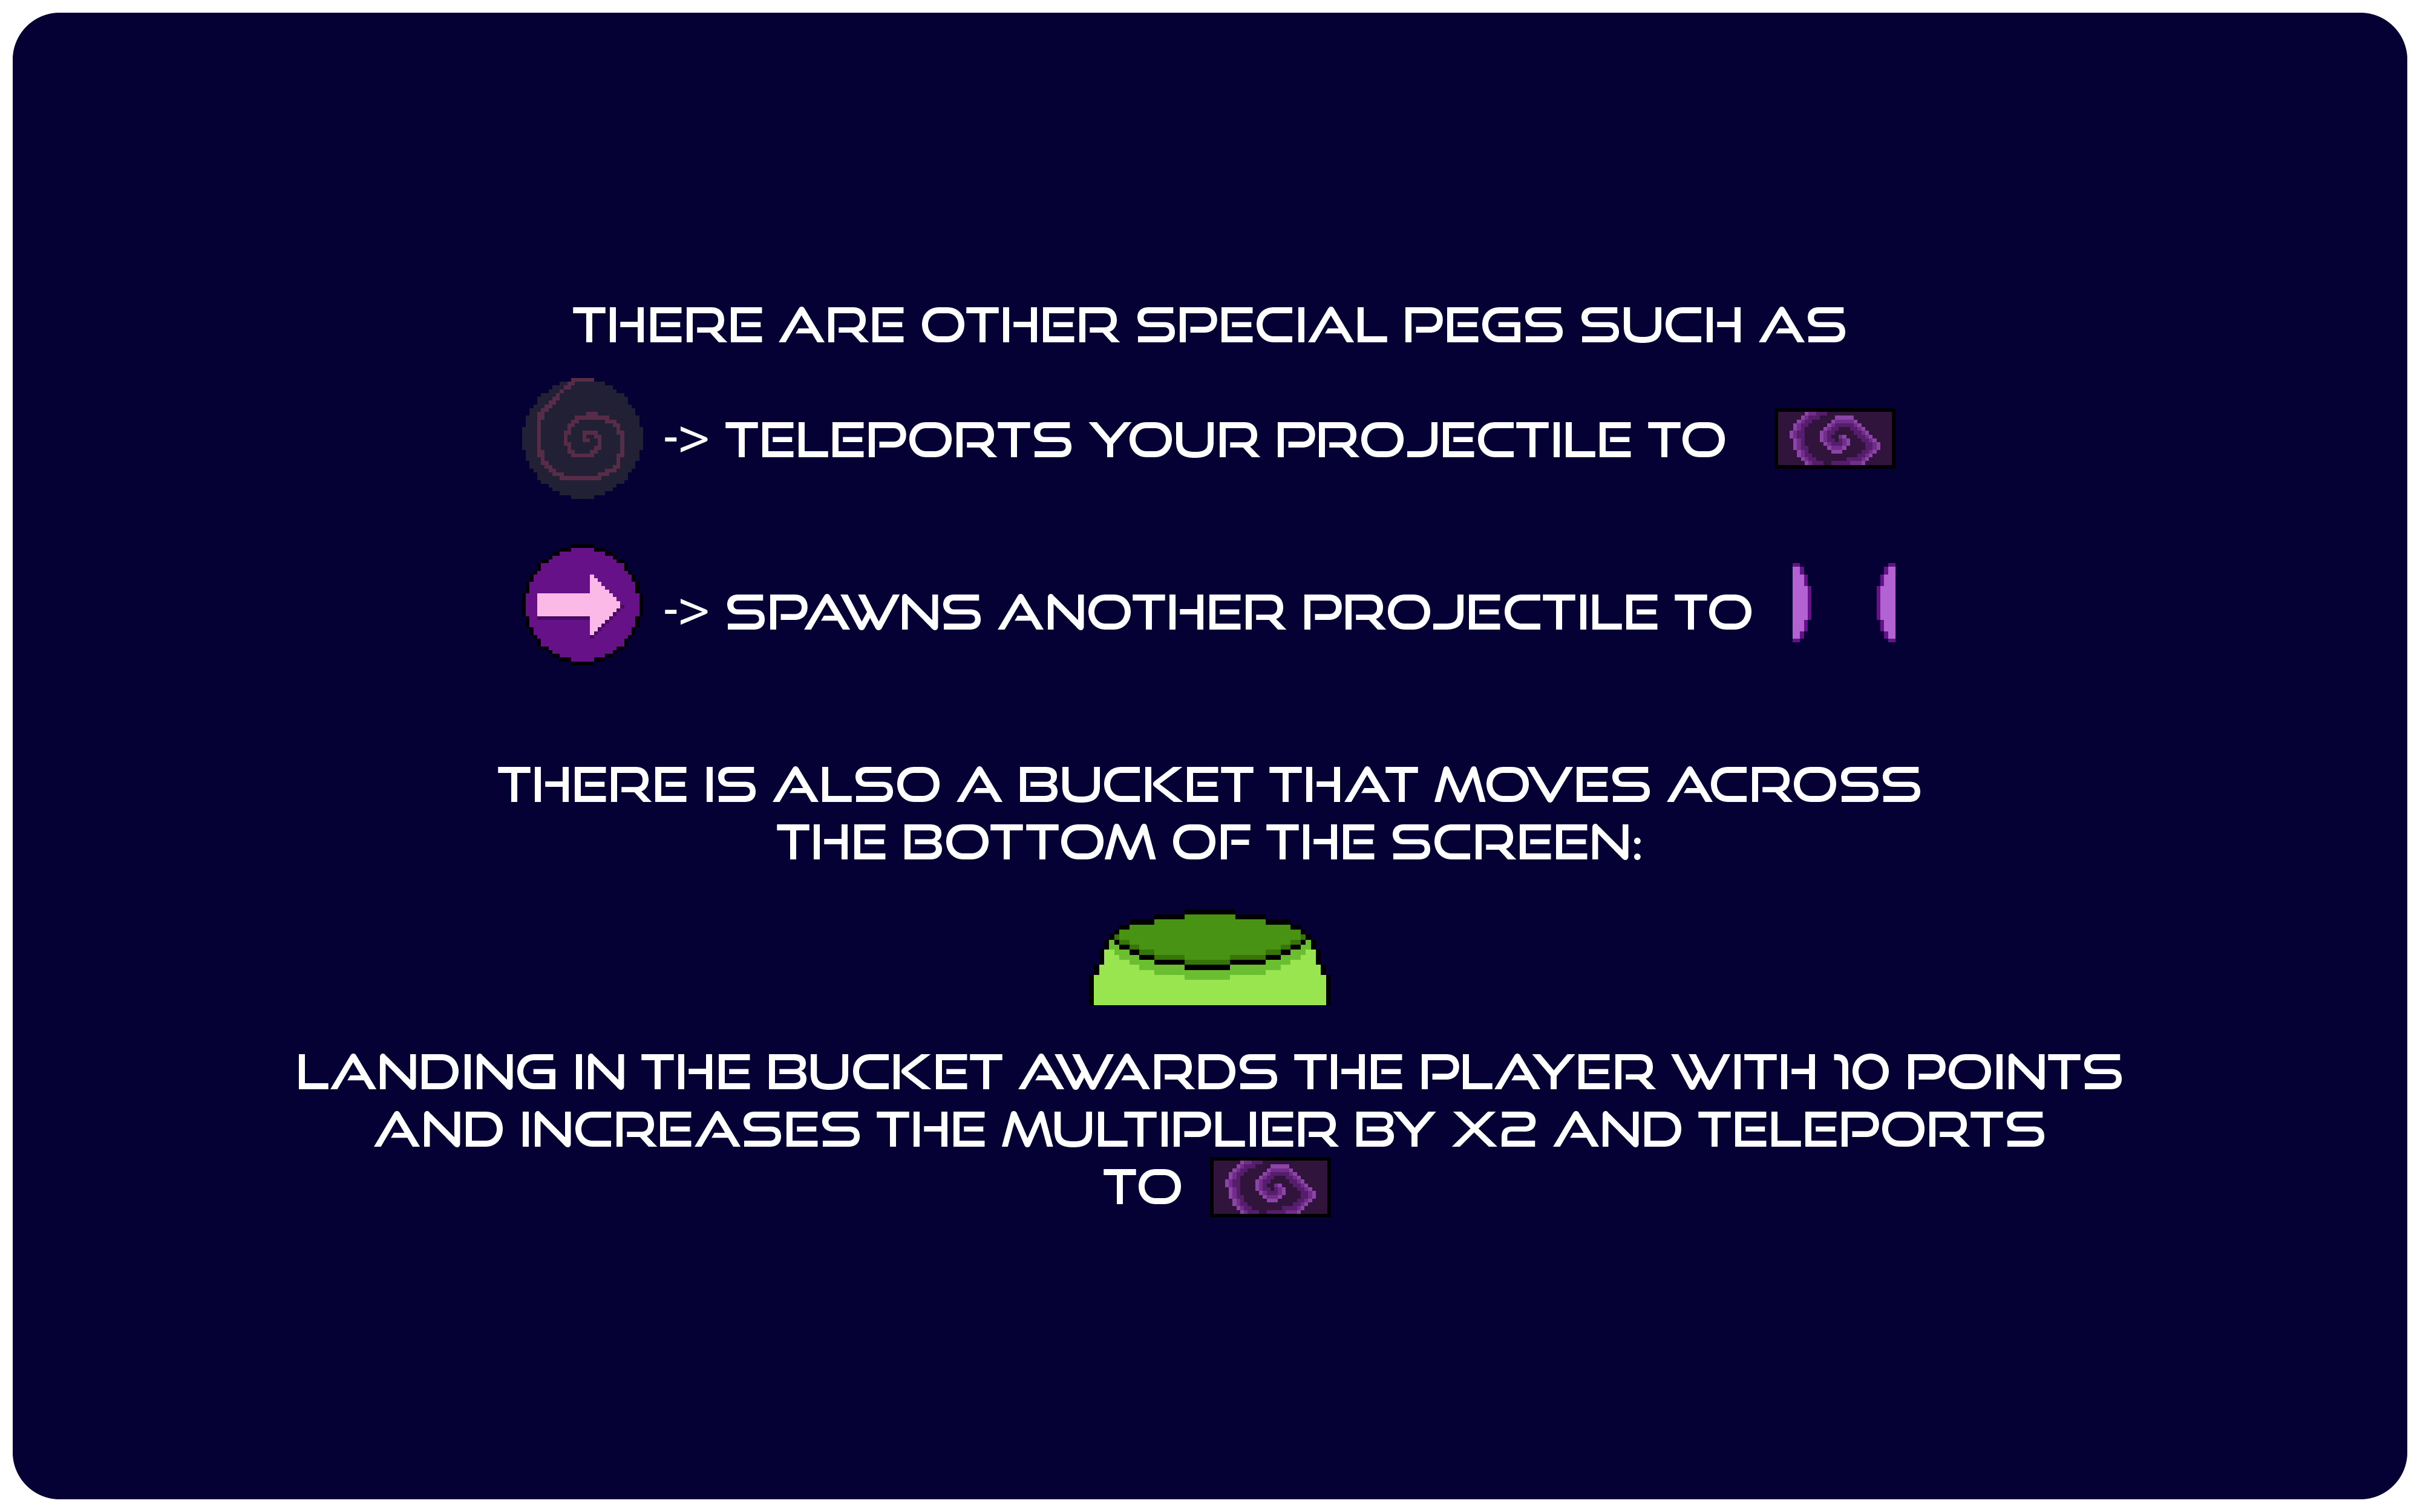 THERE ARE OTHER SPECIAL PEGS SUCH AS
-> TELEPORTS YOUR PROJECTILE TO
-> SPAWNS ANOTHER PROJECTILE TO
THERE IS ALSO A BUCKET THAT MOVES ACROSS
THE BOTTOM OF THE SCREEN:
LANDING IN THE BUCKET AWARDS THE PLAYER WITH 10 POINTS
AND INCREASES THE MULTIPLIER BY X2 AND TELEPORTS
TO